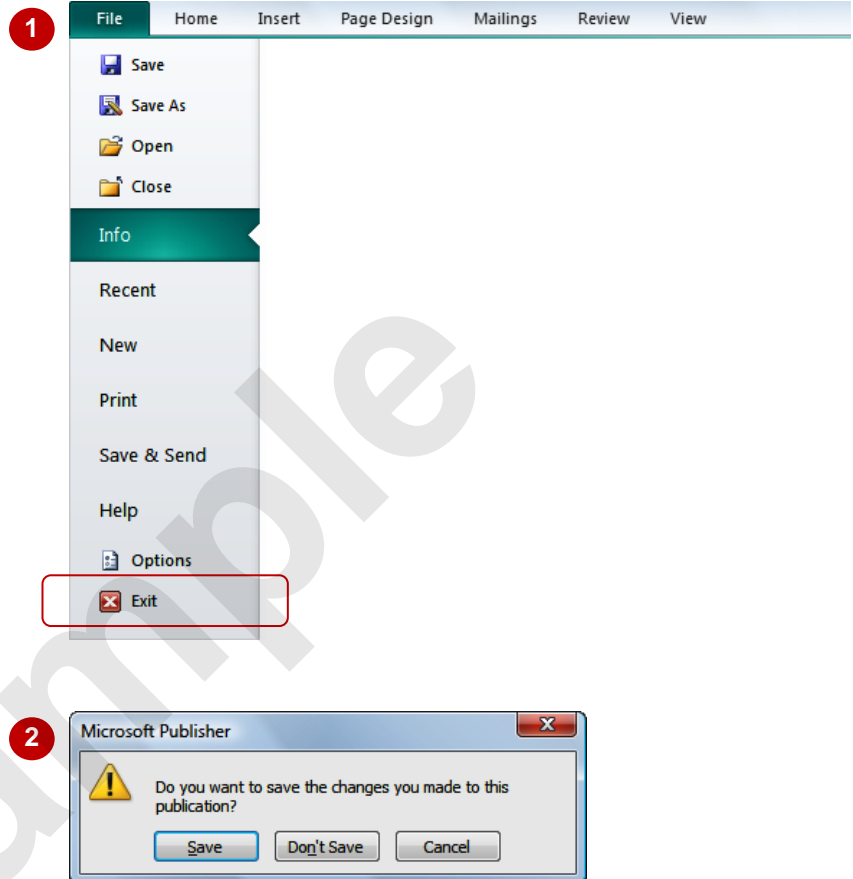 1
File Home Insert Page Design Mailings Review View
Save
Save As
Open
Close
Info
Recent
New
Print
Save & Send
Help
Options
Exit
2
Microsoft Publisher
Do you want to save the changes you made to this
publication?
Save Don't Save Cancel
ample